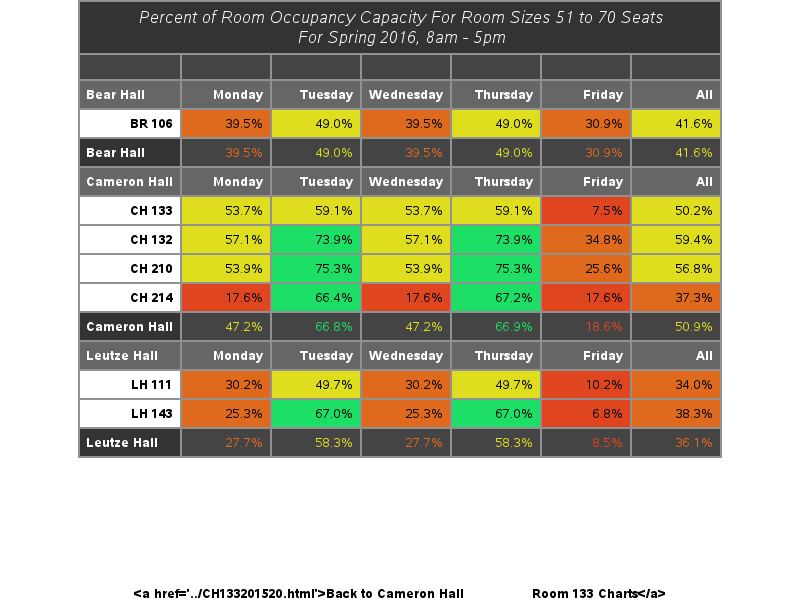 Percent of Room Occupancy Capacity For Room Sizes 51 to 70 Seats
For Spring 2016, 8am - 5pm
Bear Hall Monday Tuesday Wednesday Thursday Friday All
BR 106 39.5% 49.0% 39.5% 49.0% 30.9% 41.6%
Bear Hall 39.5% 49.0% 39.5% 49.0% 30.9% 41.6%
Cameron Hall Monday Tuesday Wednesday Thursday Friday All
CH 133 53.7% 59.1% 53.7% 59.1% 7.5% 50.2%
CH 132 57.1% 73.9% 57.1% 73.9% 34.8% 59.4%
CH 210 53.9% 75.3% 53.9% 75.3% 25.6% 56.8%
CH 214 17.6% 66.4% 17.6% 67.2% 17.6% 37.3%
Cameron Hall 47.2% 66.8% 47.2% 66.9% 18.6% 50.9%
Leutze Hall Monday Tuesday Wednesday Thursday Friday All
LH 111 30.2% 49.7% 30.2% 49.7% 10.2% 34.0%
LH 143 25.3% 67.0% 25.3% 67.0% 6.8% 38.3%
Leutze Hall 27.7% 58.3% 27.7% 58.3% 8.5% 36.1%
<a href='../CH133201520.html'>Back to Cameron Hall Room 133 Charts</a>